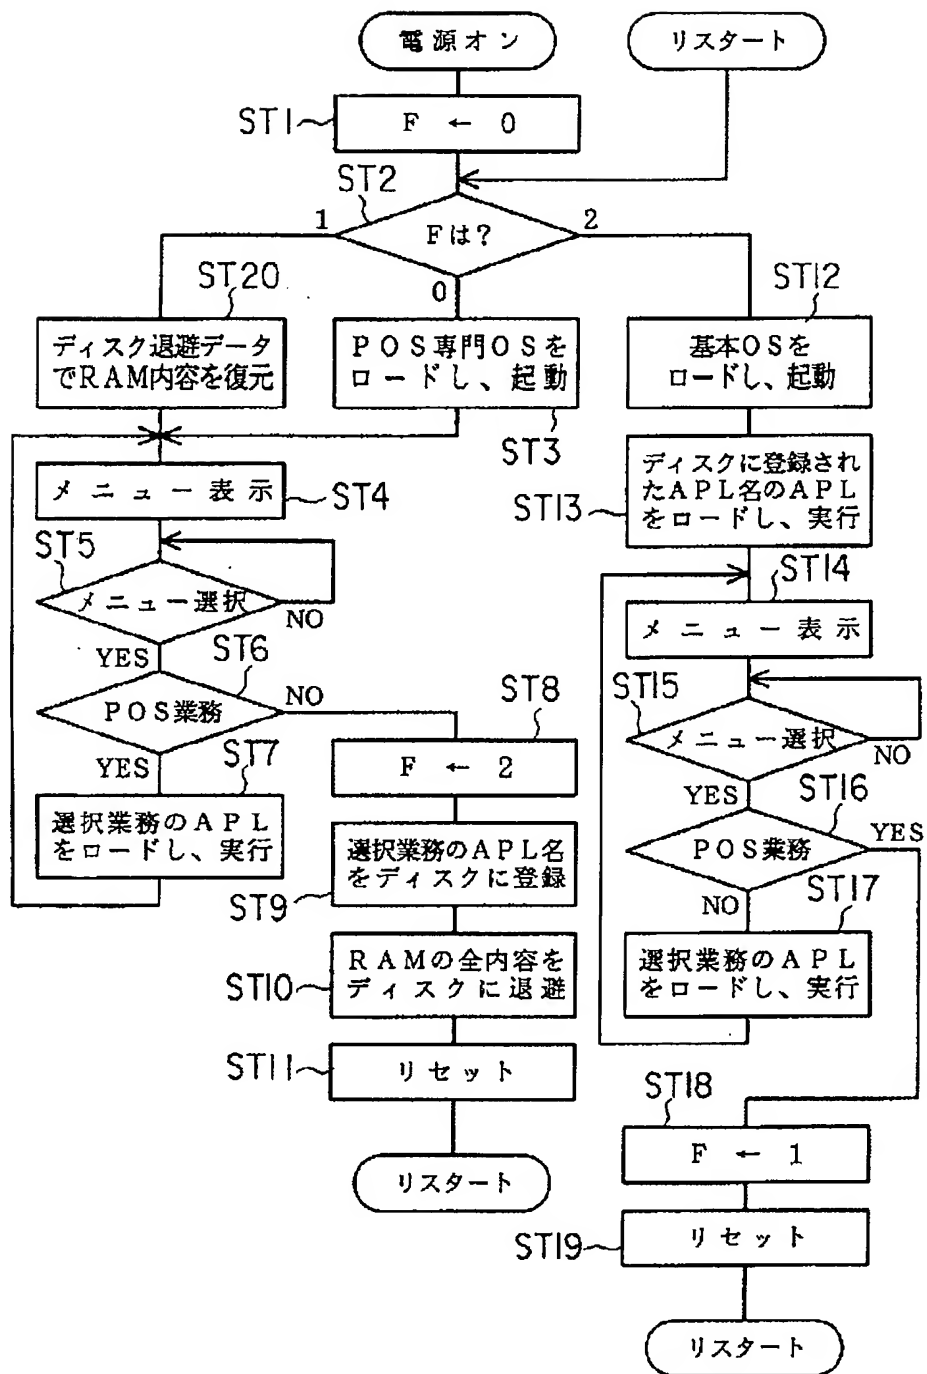 電源オン
リスタート
ST1
F ← 0
ST2
Fは?
1
2
0
ST20
ディスク退避データ
でRAM内容を復元
POS専門OSを
ロードし、起動
ST3
ST12
基本OSを
ロードし、起動
メニュー表示
ST4
ST13
ディスクに登録され
たAPL名のAPL
をロードし、実行
ST5
メニュー選択
NO
YES
ST14
メニュー表示
ST6
POS業務
NO
YES
ST15
メニュー選択
NO
YES
ST7
選択業務のAPL
をロードし、実行
ST8
F ← 2
ST16
POS業務
YES
NO
ST9
選択業務のAPL名
をディスクに登録
ST17
選択業務のAPL
をロードし、実行
ST10
RAMの全内容を
ディスクに退避
ST11
リセット
リスタート
ST18
F ← 1
ST19
リセット
リスタート